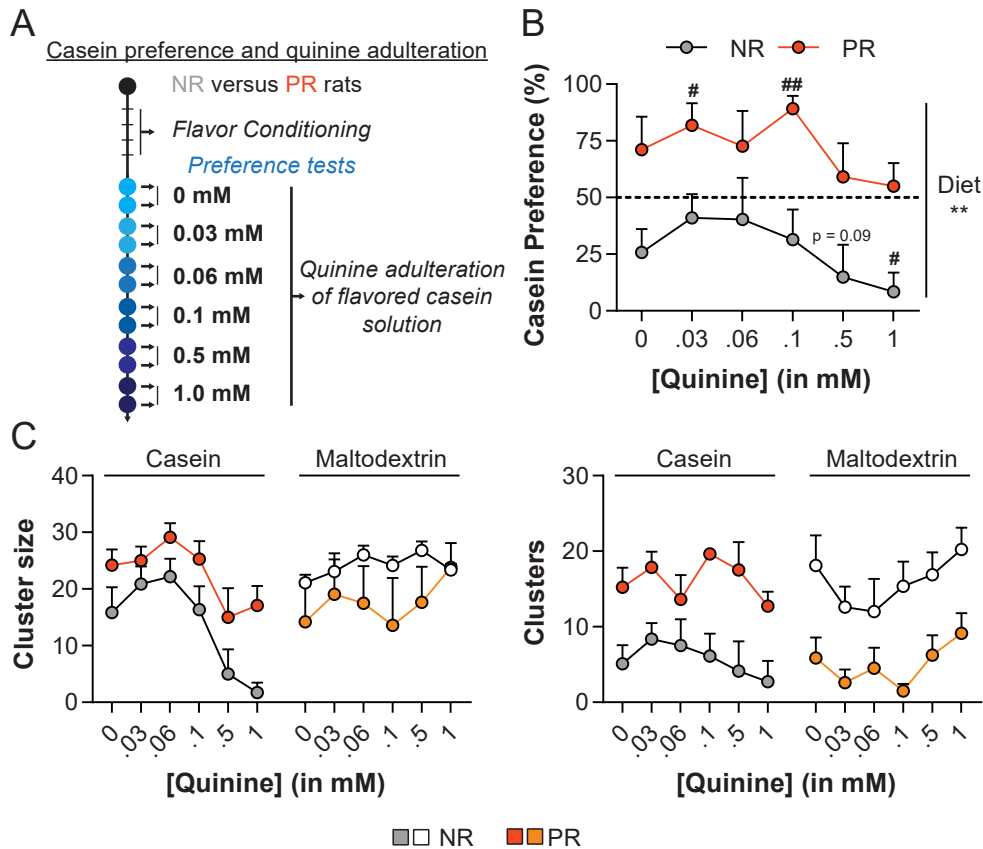 A
Casein preference and quinine adulteration
NR versus PR rats
Flavor Conditioning
Preference tests
0 mM
0.03 mM
0.06 mM
0.1 mM
0.5 mM
1.0 mM
Quinine adulteration
of flavored casein
solution
B
NR PR
Casein Preference (%)
100
75
50
25
0
# ## p = 0.09 #
Diet
**
0 .03 .06 .1 .5 1
[Quinine] (in mM)
C
Casein Maltodextrin
Cluster size
40
30
20
10
0
0 .03 .06 .1 .5 1 0 .03 .06 .1 .5 1
[Quinine] (in mM)
Casein Maltodextrin
Clusters
30
20
10
0
0 .03 .06 .1 .5 1 0 .03 .06 .1 .5 1
[Quinine] (in mM)
NR PR